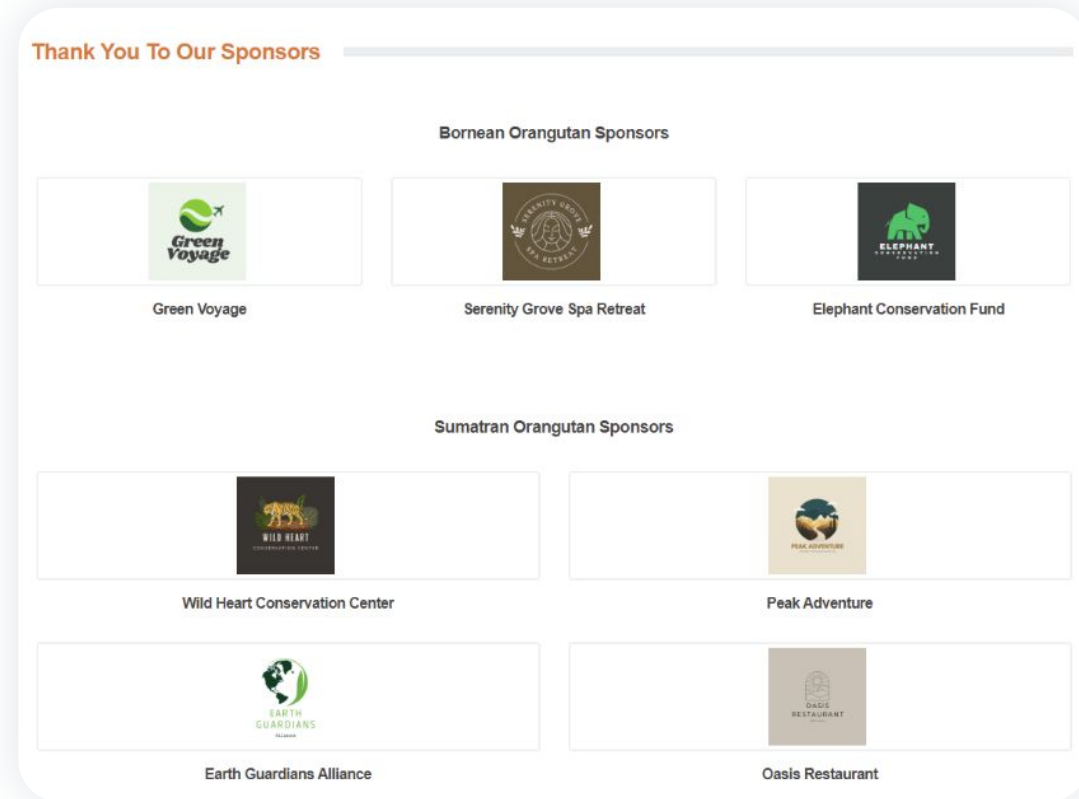 Thank You To Our Sponsors
Bornean Orangutan Sponsors
Green
Voyage
SERENITY GROVE
SPA RETREAT
ELEPHANT
CONSERVATION
FUND
Green Voyage
Serenity Grove Spa Retreat
Elephant Conservation Fund
Sumatran Orangutan Sponsors
WILD HEART
CONSERVATION CENTER
PEAK ADVENTURE
Wild Heart Conservation Center
Peak Adventure
EARTH
GUARDIANS
ALLIANCE
OASIS
RESTAURANT
Earth Guardians Alliance
Oasis Restaurant